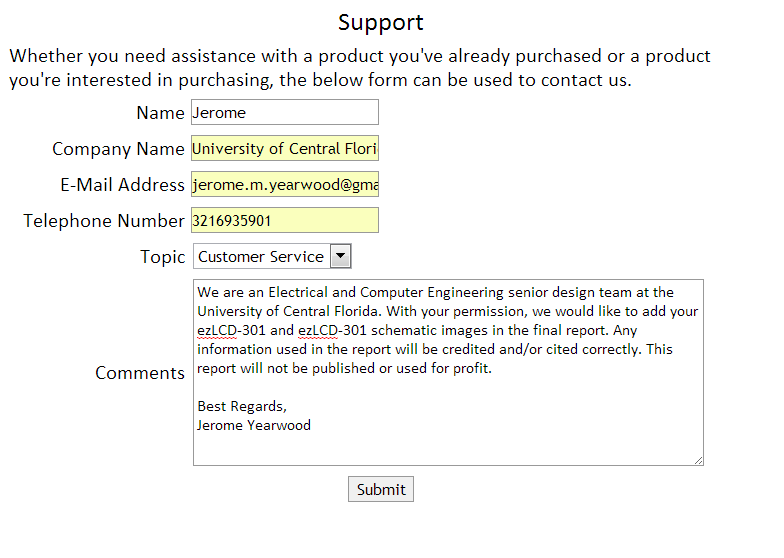 Support
Whether you need assistance with a product you've already purchased or a product
you're interested in purchasing, the below form can be used to contact us.
Name Jerome
Company Name University of Central Flori
E-Mail Address jerome.m.yearwood@gma
Telephone Number 3216935901
Topic Customer Service
Comments
We are an Electrical and Computer Engineering senior design team at the
University of Central Florida. With your permission, we would like to add your
ezLCD-301 and ezLCD-301 schematic images in the final report. Any
information used in the report will be credited and/or cited correctly. This
report will not be published or used for profit.
Best Regards,
Jerome Yearwood
Submit